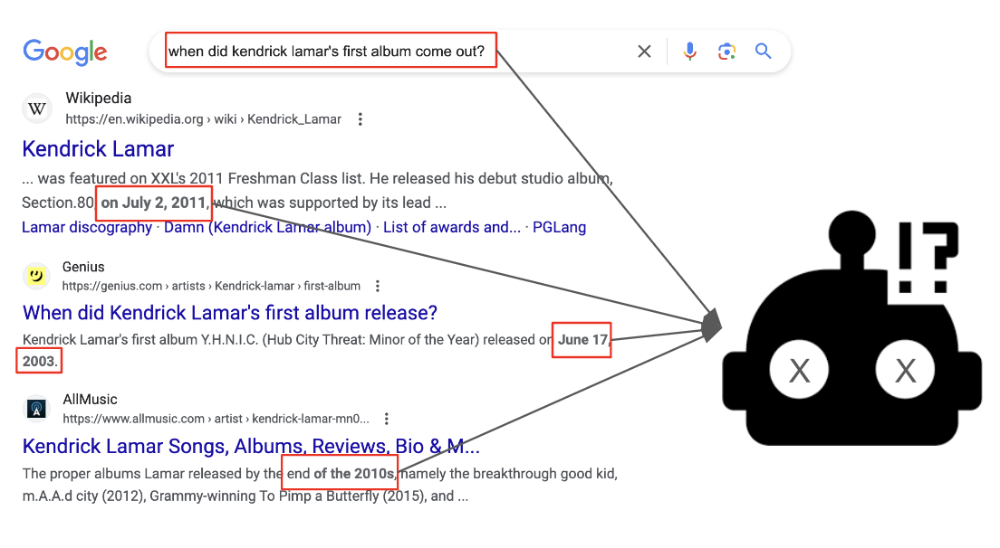 Google
when did kendrick lamar's first album come out?
Wikipedia
https://en.wikipedia.org › wiki › Kendrick_Lamar
Kendrick Lamar
... was featured on XXL's 2011 Freshman Class list. He released his debut studio album,
Section.80, on July 2, 2011, which was supported by its lead ...
Lamar discography · Damn (Kendrick Lamar album) · List of awards and... · PGLang
Genius
https://genius.com › artists › Kendrick-lamar › first-album
When did Kendrick Lamar's first album release?
Kendrick Lamar's first album Y.H.N.I.C. (Hub City Threat: Minor of the Year) released on June 17,
2003.
AllMusic
https://www.allmusic.com › artist › kendrick-lamar-mn0...
Kendrick Lamar Songs, Albums, Reviews, Bio & M...
The proper albums Lamar released by the end of the 2010s, namely the breakthrough good kid,
m.A.A.d city (2012), Grammy-winning To Pimp a Butterfly (2015), and ...
!?
X X